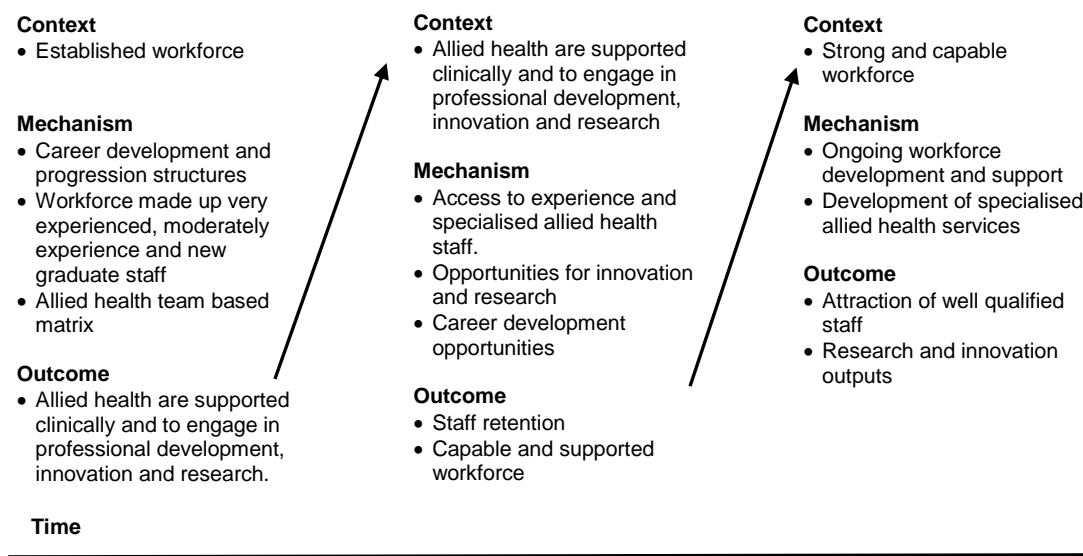 Context
• Established workforce
Mechanism
• Career development and
progression structures
• Workforce made up very
experienced, moderately
experience and new
graduate staff
• Allied health team based
matrix
Outcome
• Allied health are supported
clinically and to engage in
professional development,
innovation and research.
Context
• Allied health are supported
clinically and to engage in
professional development,
innovation and research
Mechanism
• Access to experience and
specialised allied health
staff.
• Opportunities for innovation
and research
• Career development
opportunities
Outcome
• Staff retention
• Capable and supported
workforce
Context
• Strong and capable
workforce
Mechanism
• Ongoing workforce
development and support
• Development of specialised
allied health services
Outcome
• Attraction of well qualified
staff
• Research and innovation
outputs
Time